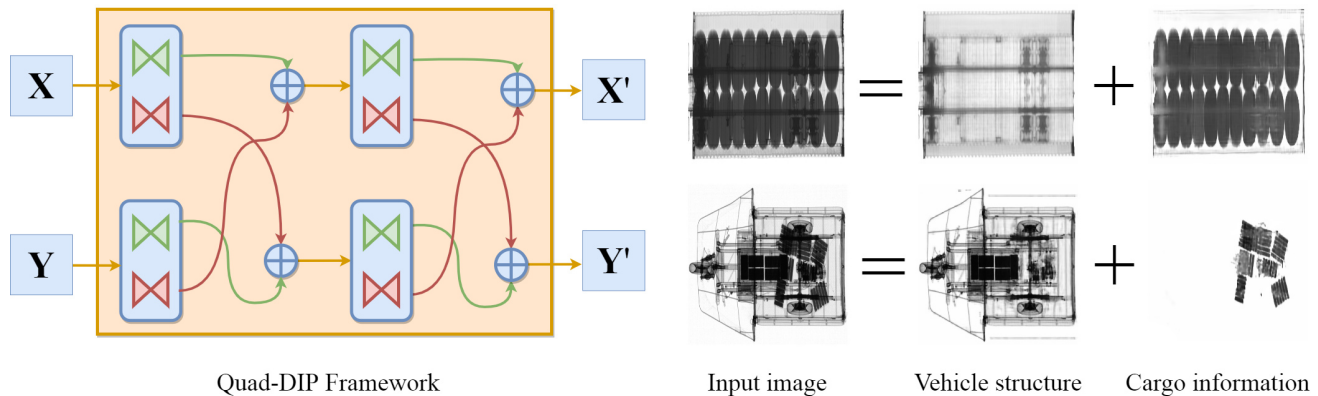 X
X'
Y
Y'
Quad-DIP Framework
Input image
Vehicle structure
Cargo information